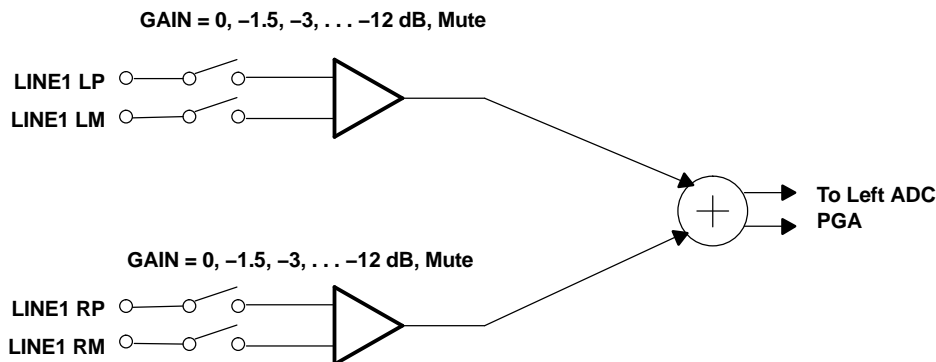 GAIN = 0, −1.5, −3, . . . −12 dB, Mute
LINE1 LP
LINE1 LM
To Left ADC
PGA
GAIN = 0, −1.5, −3, . . . −12 dB, Mute
LINE1 RP
LINE1 RM